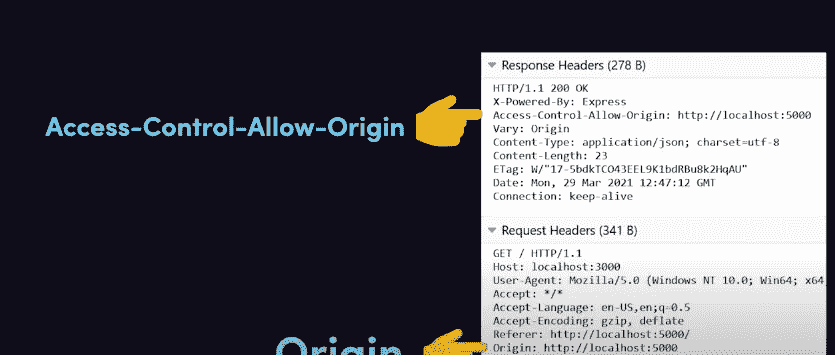 Access-Control-Allow-Origin
Response Headers (278 B)
HTTP/1.1 200 OK
X-Powered-By: Express
Access-Control-Allow-Origin: http://localhost:5000
Vary: Origin
Content-Type: application/json; charset=utf-8
Content-Length: 23
ETag: W/"17-5bdkTCO43EEL9K1bdRBu8k2HqAU"
Date: Mon, 29 Mar 2021 12:47:12 GMT
Connection: keep-alive
Request Headers (341 B)
GET / HTTP/1.1
Host: localhost:3000
User-Agent: Mozilla/5.0 (Windows NT 10.0; Win64; x64
Accept: */*
Accept-Language: en-US,en;q=0.5
Accept-Encoding: gzip, deflate
Referer: http://localhost:5000/
Origin: http://localhost:5000
Origin